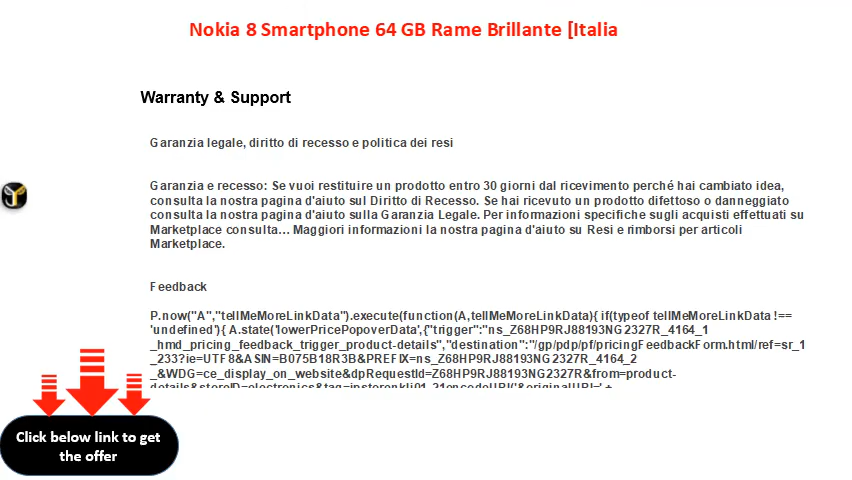 Nokia 8 Smartphone 64 GB Rame Brillante [Italia
Warranty & Support
Garanzia legale, diritto di recesso e politica dei resi
Garanzia e recesso: Se vuoi restituire un prodotto entro 30 giorni dal ricevimento perché hai cambiato idea,
consulta la nostra pagina d'aiuto sul Diritto di Recesso. Se hai ricevuto un prodotto difettoso o danneggiato
consulta la nostra pagina d'aiuto sulla Garanzia Legale. Per informazioni specifiche sugli acquisti effettuati su
Marketplace consulta… Maggiori informazioni la nostra pagina d'aiuto su Resi e rimborsi per articoli
Marketplace.
Feedback
P.now("A","tellMeMoreLinkData").execute(function(A,tellMeMoreLinkData){ if(typeof tellMeMoreLinkData !==
'undefined'){ A.state('lowerPricePopoverData',{"trigger":"ns_Z68HP9RJ88193NG2327R_4164_1
_hmd_pricing_feedback_trigger_product-details","destination":"/gp/pdp/pf/pricingFeedbackForm.html/ref=sr_1
_233?ie=UTF8&ASIN=B075B18R3B&PREFIX=ns_Z68HP9RJ88193NG2327R_4164_2
_&WDG=ce_display_on_website&dpRequestId=Z68HP9RJ88193NG2327R&from=product-
Click below link to get
the offer